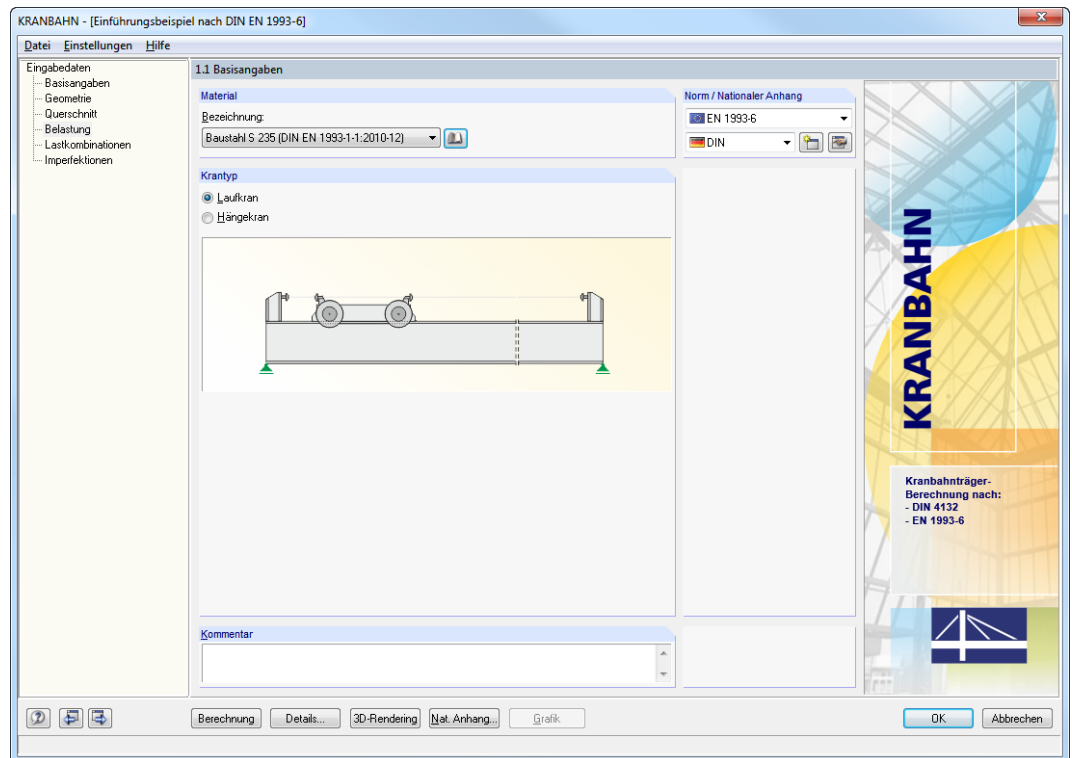 KRANBAHN - [Einführungsbeispiel nach DIN EN 1993-6]
Datei Einstellungen Hilfe
Eingabedaten
Basisangaben
Geometrie
Querschnitt
Belastung
Lastkombinationen
Imperfektionen
1.1 Basisangaben
Material
Bezeichnung:
Baustahl S 235 (DIN EN 1993-1-1:2010-12)
Norm / Nationaler Anhang
EN 1993-6
DIN
Krantyp
Laufkran
Hängekran
Kommentar
KRANBAHN
Kranbahnträger-
Berechnung nach:
- DIN 4132
- EN 1993-6
Berechnung Details... 3D-Rendering Nat. Anhang... Grafik OK Abbrechen